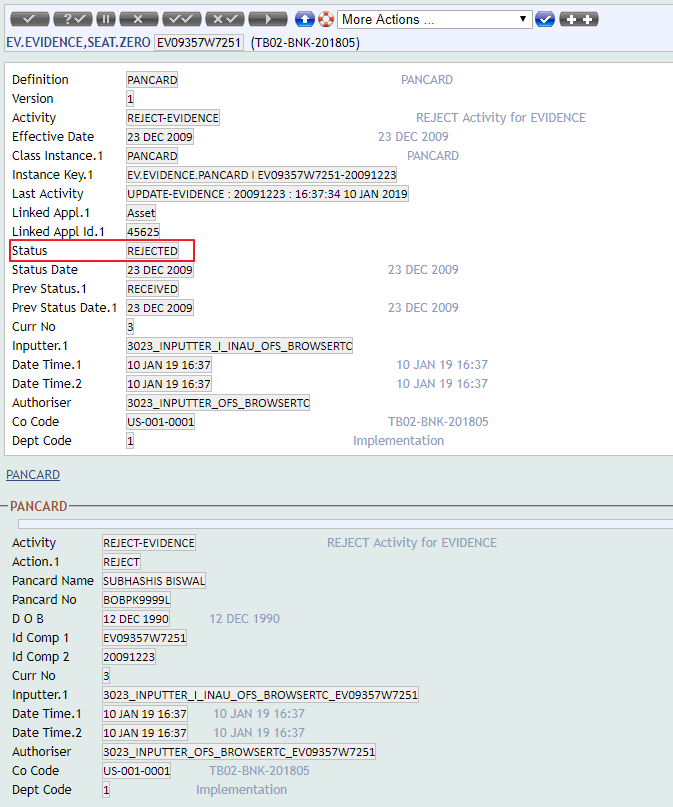 More Actions ...
EV.EVIDENCE,SEAT.ZERO EV09357W7251 (TB02-BNK-201805)
Definition PANCARD PANCARD
Version 1
Activity REJECT-EVIDENCE REJECT Activity for EVIDENCE
Effective Date 23 DEC 2009 23 DEC 2009
Class Instance.1 PANCARD PANCARD
Instance Key.1 EV.EVIDENCE.PANCARD I EV09357W7251-20091223
Last Activity UPDATE-EVIDENCE : 20091223 : 16:37:34 10 JAN 2019
Linked Appl.1 Asset
Linked Appl Id.1 45625
Status REJECTED
Status Date 23 DEC 2009 23 DEC 2009
Prev Status.1 RECEIVED
Prev Status Date.1 23 DEC 2009 23 DEC 2009
Curr No 3
Inputter.1 3023_INPUTTER_I_INAU_OFS_BROWSERTC
Date Time.1 10 JAN 19 16:37 10 JAN 19 16:37
Date Time.2 10 JAN 19 16:37 10 JAN 19 16:37
Authoriser 3023_INPUTTER_OFS_BROWSERTC
Co Code US-001-0001 TB02-BNK-201805
Dept Code 1 Implementation
PANCARD
PANCARD
Activity REJECT-EVIDENCE REJECT Activity for EVIDENCE
Action.1 REJECT
Pancard Name SUBHASHIS BISWAL
Pancard No BOBPK9999L
D O B 12 DEC 1990 12 DEC 1990
Id Comp 1 EV09357W7251
Id Comp 2 20091223
Curr No 3
Inputter.1 3023_INPUTTER_I_INAU_OFS_BROWSERTC_EV09357W7251
Date Time.1 10 JAN 19 16:37 10 JAN 19 16:37
Date Time.2 10 JAN 19 16:37 10 JAN 19 16:37
Authoriser 3023_INPUTTER_OFS_BROWSERTC_EV09357W7251
Co Code US-001-0001 TB02-BNK-201805
Dept Code 1 Implementation